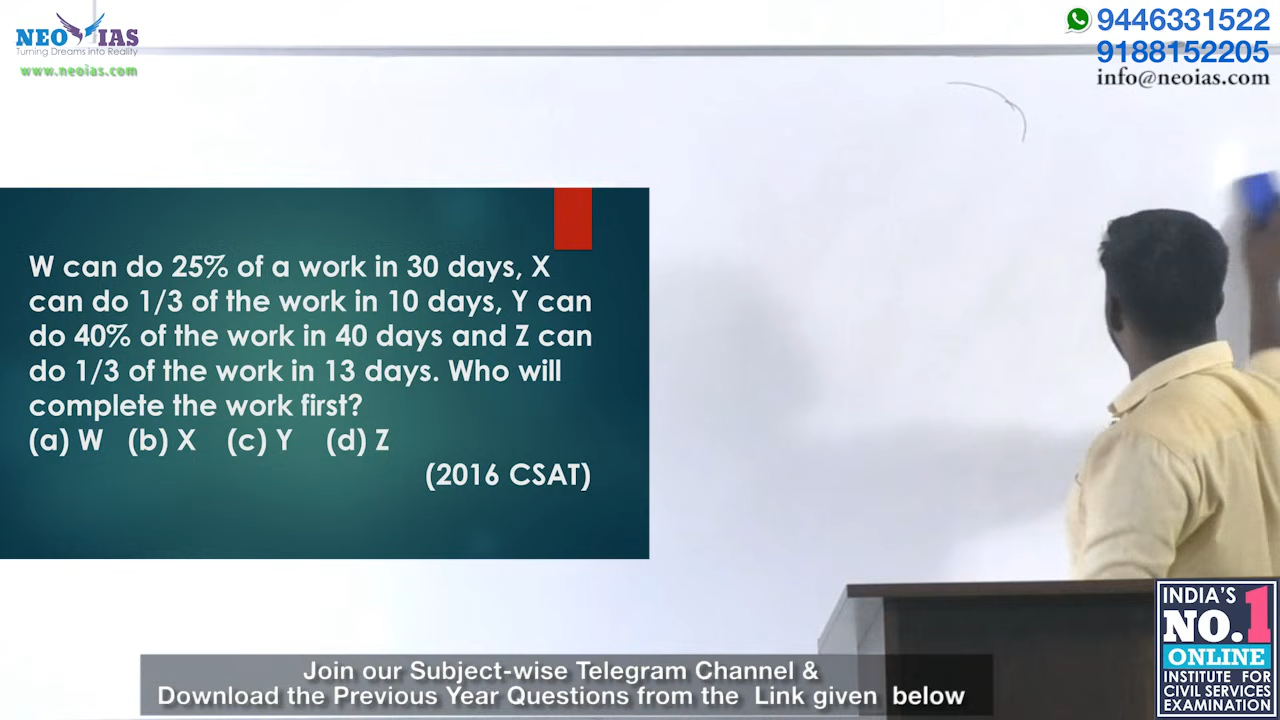 NEO IAS
Turning Dreams into Reality
www.neoias.com
9446331522
9188152205
info@neoias.com
W can do 25% of a work in 30 days, X
can do 1/3 of the work in 10 days, Y can
do 40% of the work in 40 days and Z can
do 1/3 of the work in 13 days. Who will
complete the work first?
(a) W (b) X (c) Y (d) Z
(2016 CSAT)
INDIA'S
NO.1
ONLINE
INSTITUTE FOR
CIVIL SERVICES
EXAMINATION
Join our Subject-wise Telegram Channel &
Download the Previous Year Questions from the Link given below